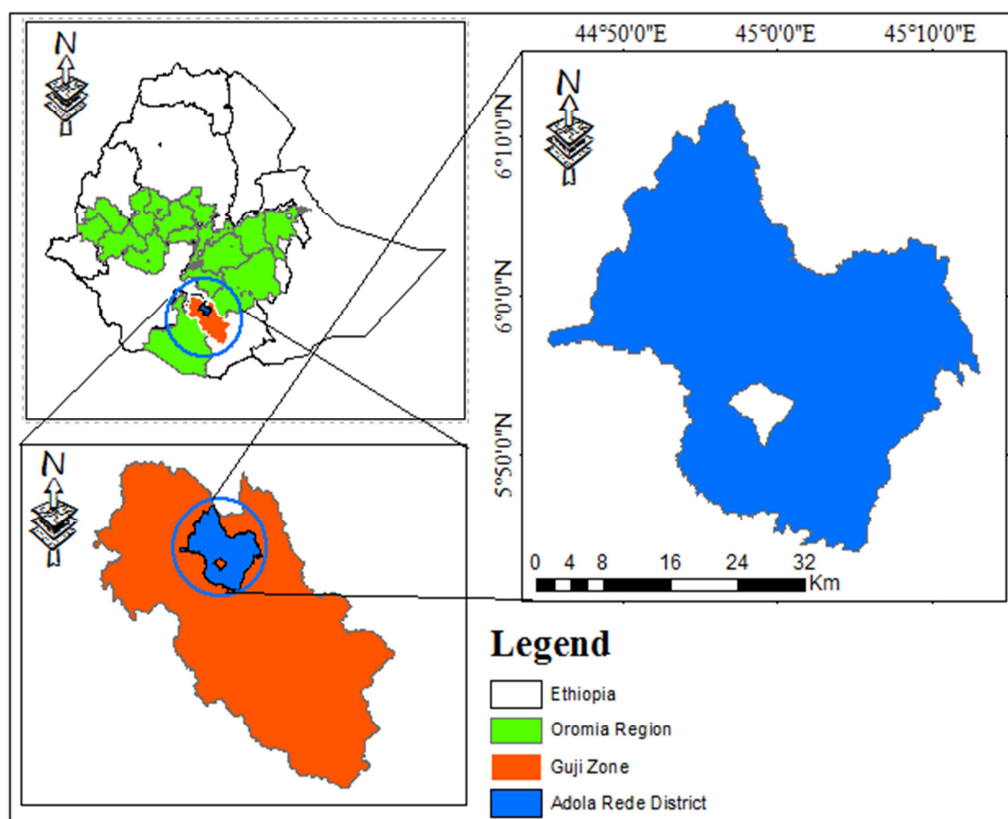 N
N
44°50'0"E 45°0'0"E 45°10'0"E
6°10'0"N
6°0'0"N
5°50'0"N
N
0 4 8 16 24 32
Km
Legend
Ethiopia
Oromia Region
Guji Zone
Adola Rede District